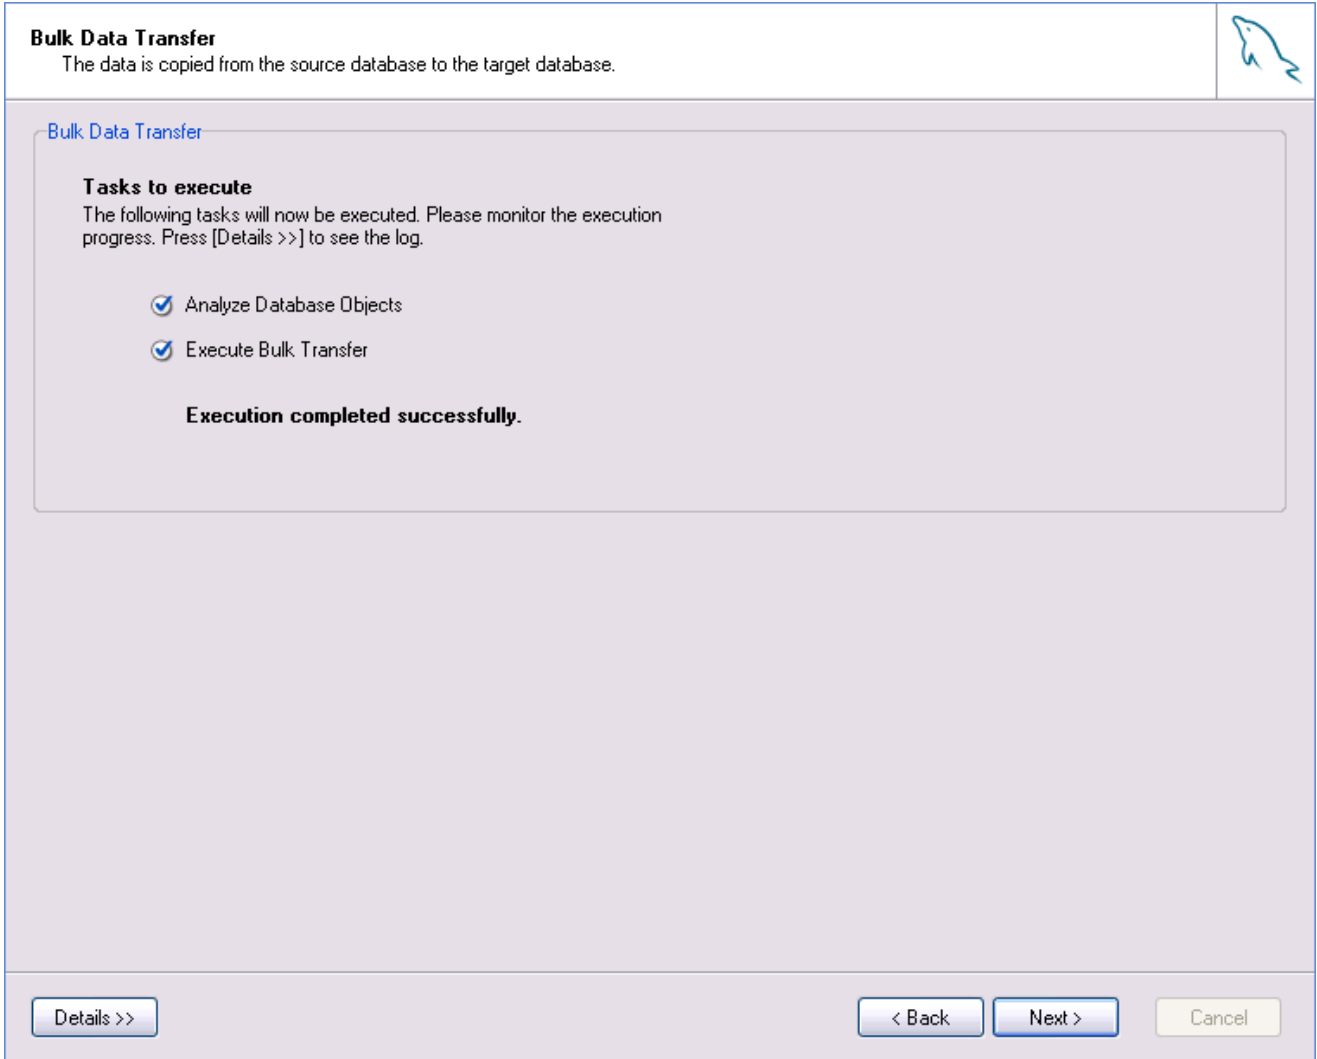 Bulk Data Transfer
The data is copied from the source database to the target database.
Bulk Data Transfer
Tasks to execute
The following tasks will now be executed. Please monitor the execution
progress. Press [Details >>] to see the log.
Analyze Database Objects
Execute Bulk Transfer
Execution completed successfully.
Details >>
< Back
Next >
Cancel